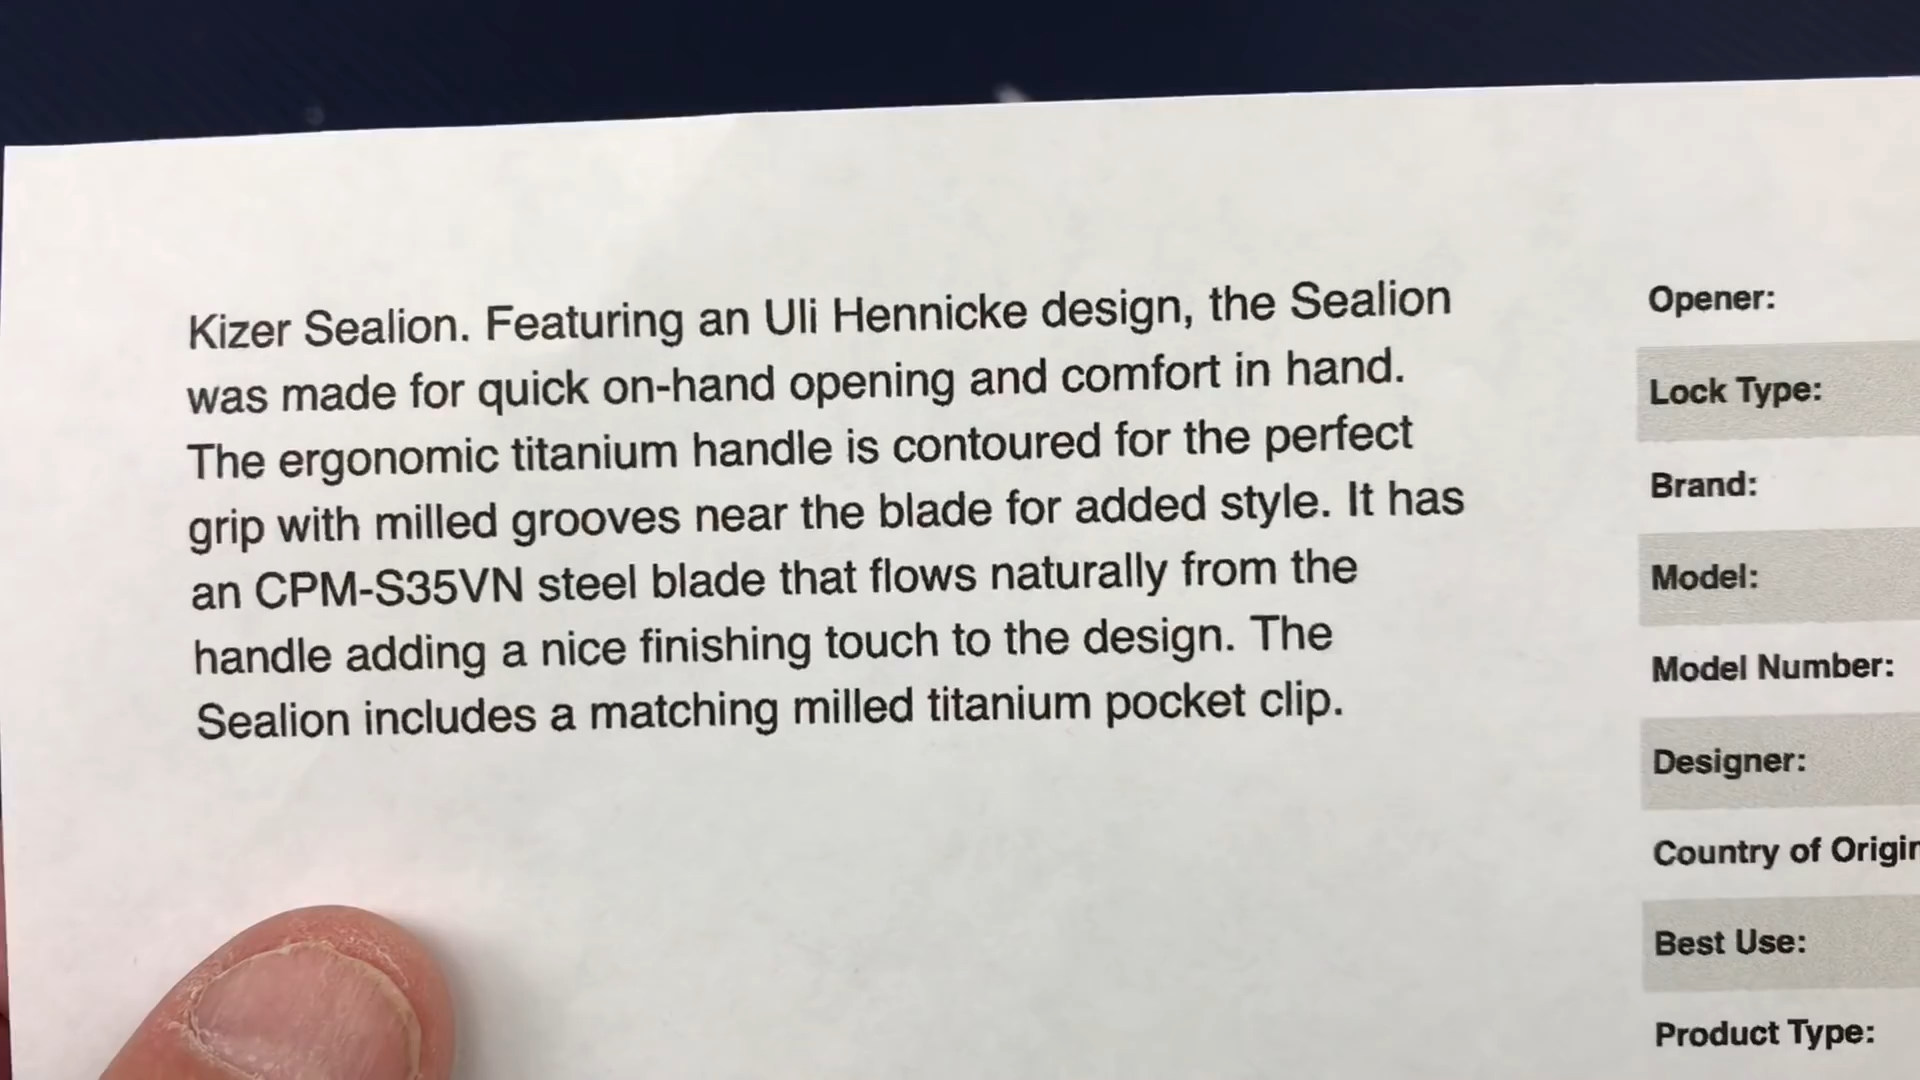 Kizer Sealion. Featuring an Uli Hennicke design, the Sealion
was made for quick on-hand opening and comfort in hand.
The ergonomic titanium handle is contoured for the perfect
grip with milled grooves near the blade for added style. It has
an CPM-S35VN steel blade that flows naturally from the
handle adding a nice finishing touch to the design. The
Sealion includes a matching milled titanium pocket clip.
Opener:
Lock Type:
Brand:
Model:
Model Number:
Designer:
Country of Origin
Best Use:
Product Type: